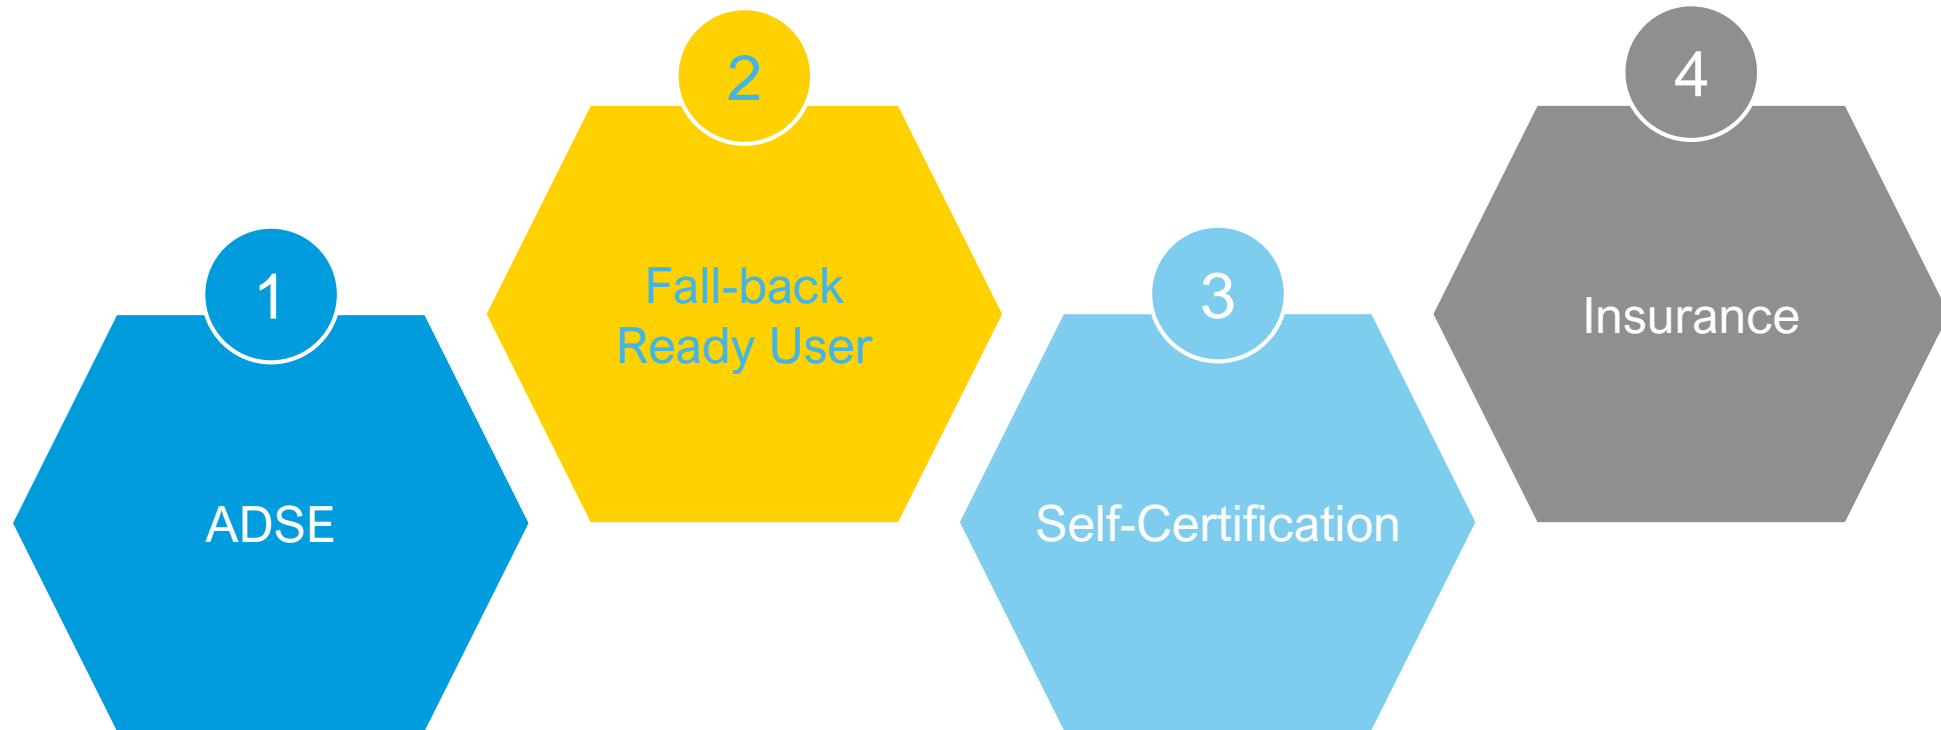 1
ADSE
2
Fall-back
Ready User
3
Self-Certification
4
Insurance